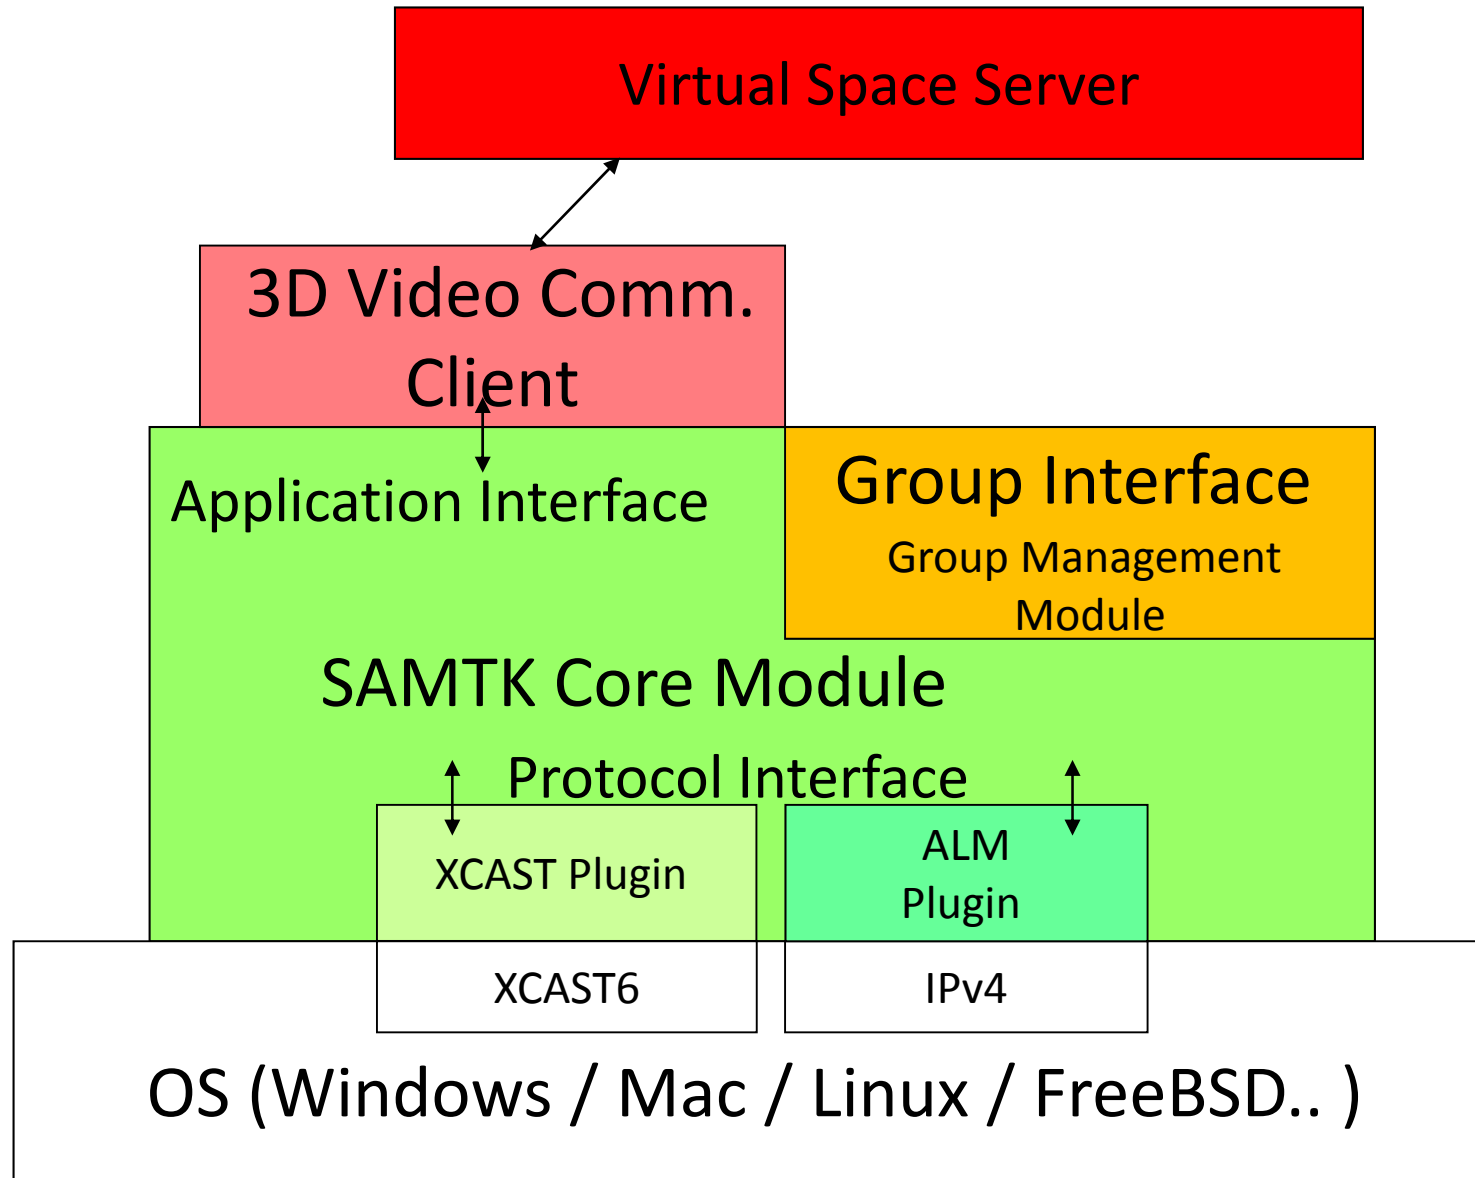 Virtual Space Server
3D Video Comm.
Client
Application Interface
Group Interface
Group Management
Module
SAMTK Core Module
Protocol Interface
XCAST Plugin
ALM
Plugin
XCAST6
IPv4
OS (Windows / Mac / Linux / FreeBSD.. )